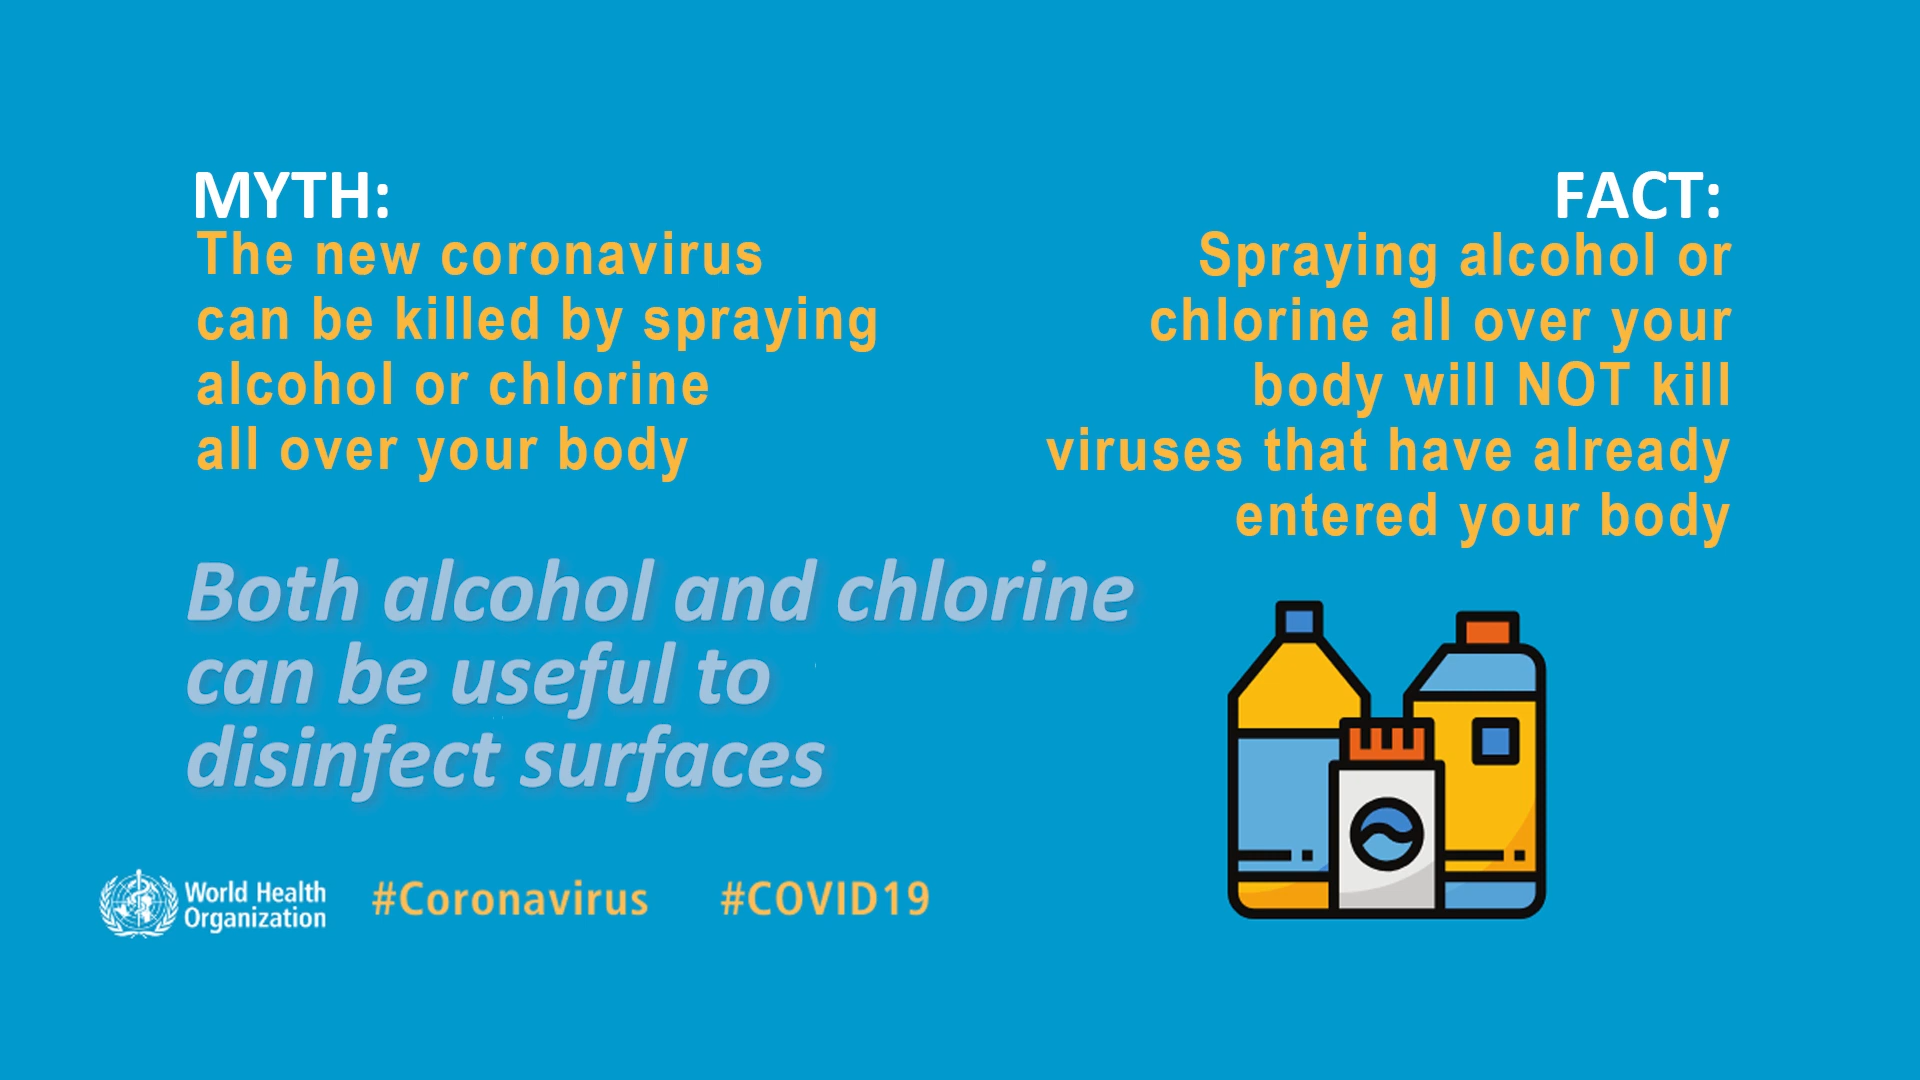 MYTH:
The new coronavirus
can be killed by spraying
alcohol or chlorine
all over your body
FACT:
Spraying alcohol or
chlorine all over your
body will NOT kill
viruses that have already
entered your body
Both alcohol and chlorine
can be useful to
disinfect surfaces
World Health
Organization
#Coronavirus
#COVID19